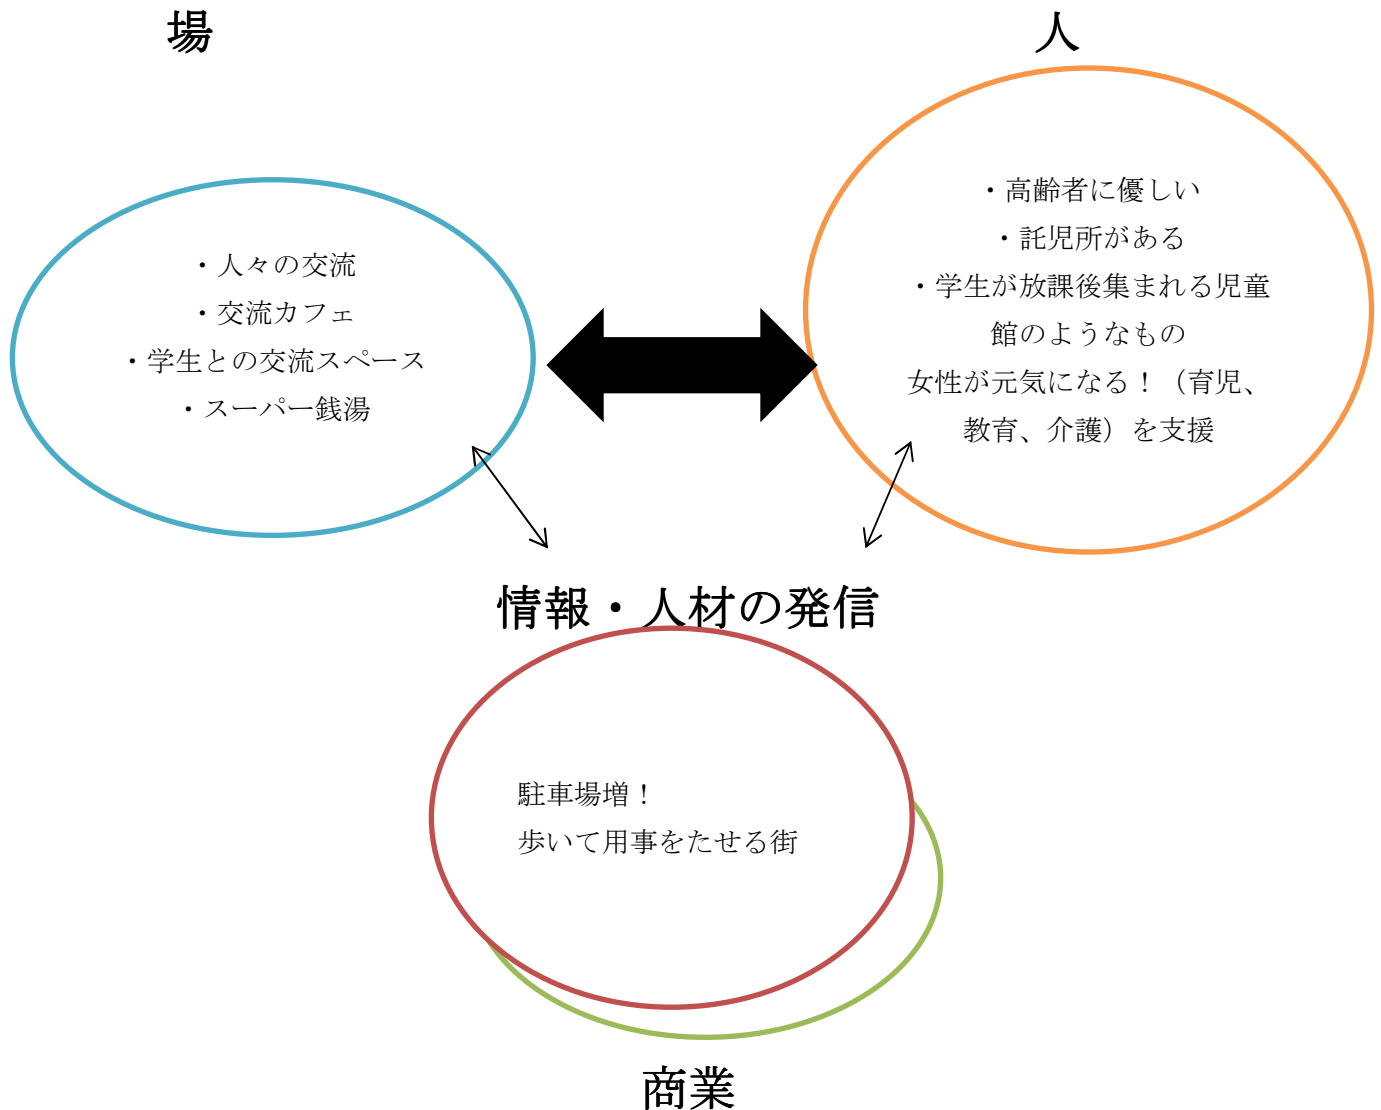 場
人
・人々の交流
・交流カフェ
・学生との交流スペース
・スーパー銭湯
・高齢者に優しい
・託児所がある
・学生が放課後集まれる児童
館のようなもの
女性が元気になる！（育児、
教育、介護）を支援
情報・人材の発信
駐車場増！
歩いて用事をたせる街
商業